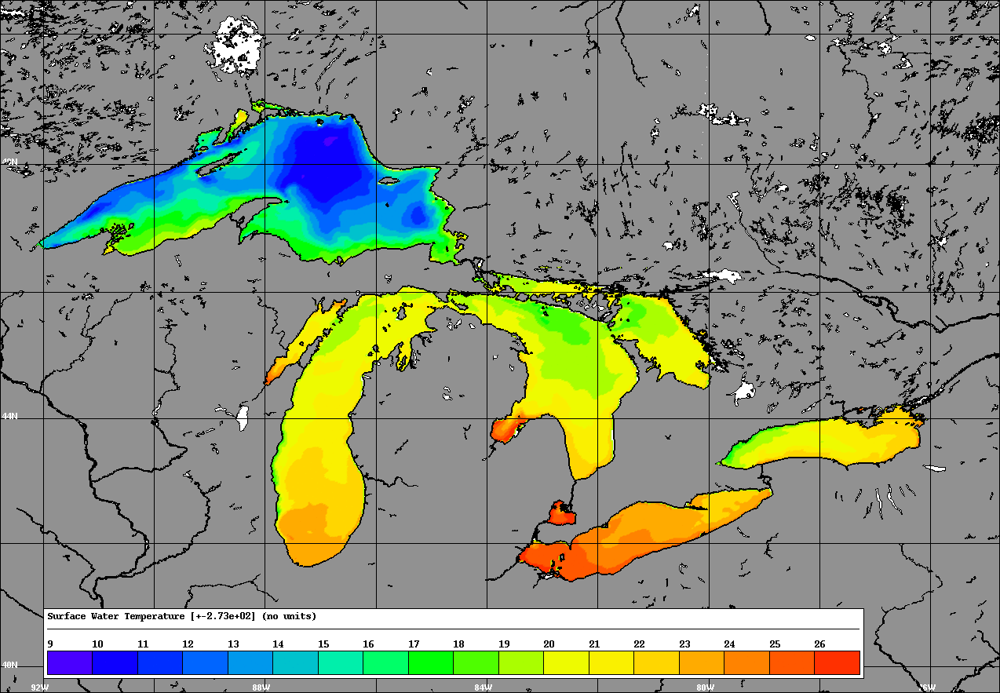 48N
44N
Surface Water Temperature [+-2.73e+02] (no units)
9 10 11 12 13 14 15 16 17 18 19 20 21 22 23 24 25 26
40N
92W 88W 84W 80W 76W